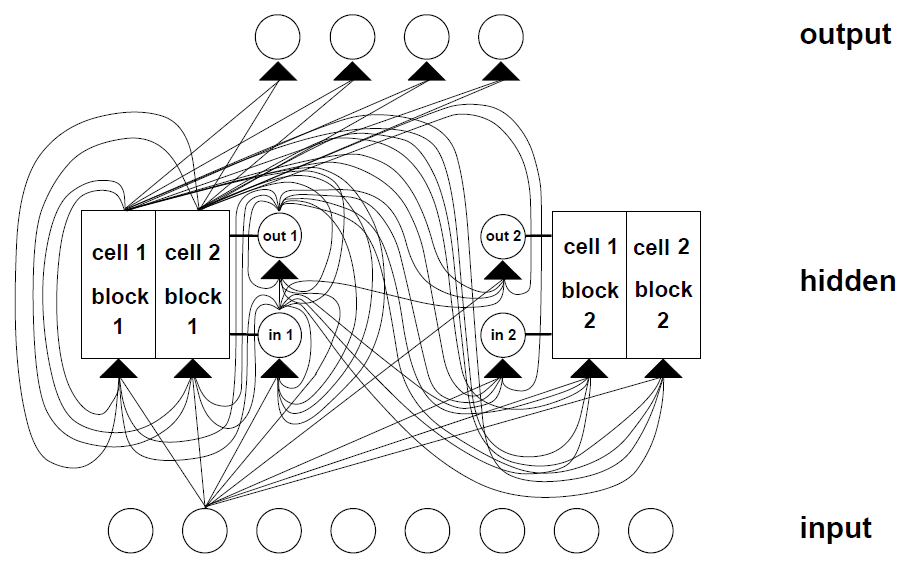 output
out 1
out 2
cell 1
block
1
cell 2
block
1
cell 1
block
2
cell 2
block
2
hidden
in 1
in 2
input